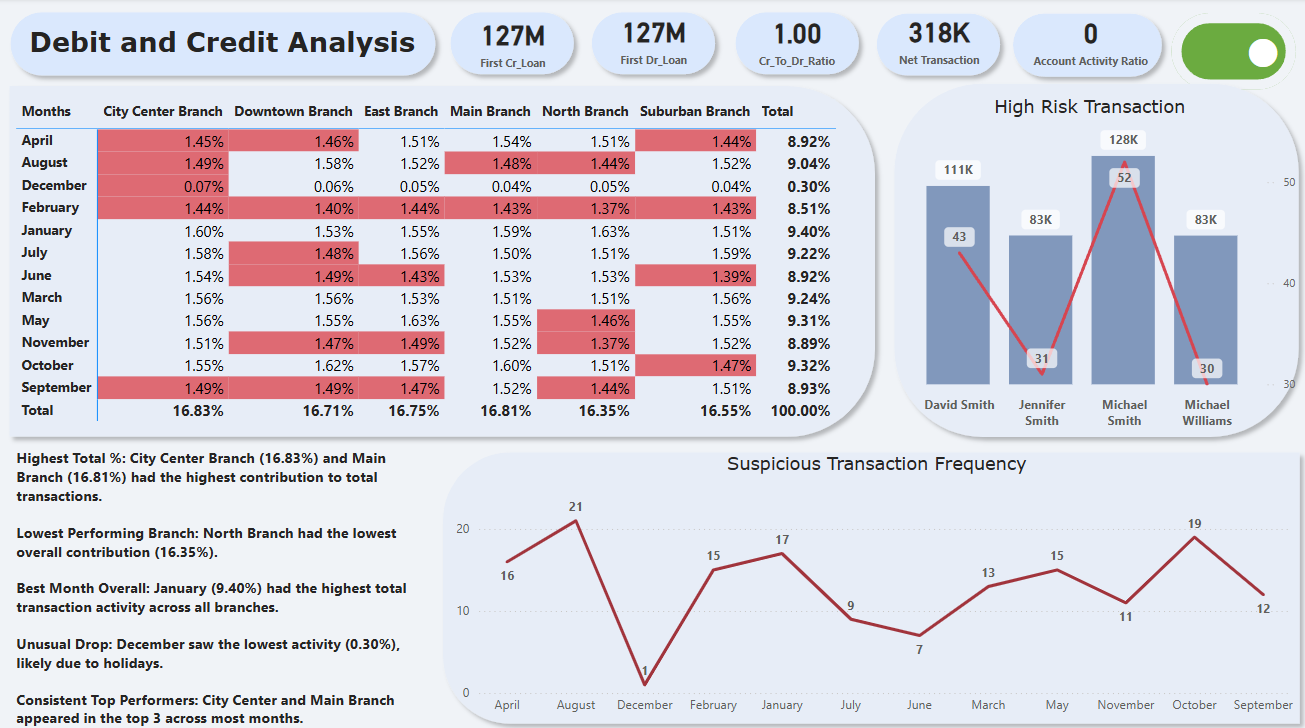 Debit and Credit Analysis
127M
First Cr_Loan
127M
First Dr_Loan
1.00
Cr_To_Dr_Ratio
318K
Net Transaction
0
Account Activity Ratio
Months City Center Branch Downtown Branch East Branch Main Branch North Branch Suburban Branch Total
April 1.45% 1.46% 1.51% 1.54% 1.51% 1.44% 8.92%
August 1.49% 1.58% 1.52% 1.48% 1.44% 1.52% 9.04%
December 0.07% 0.06% 0.05% 0.04% 0.05% 0.04% 0.30%
February 1.44% 1.40% 1.44% 1.43% 1.37% 1.43% 8.51%
January 1.60% 1.53% 1.55% 1.59% 1.63% 1.51% 9.40%
July 1.58% 1.48% 1.56% 1.50% 1.51% 1.59% 9.22%
June 1.54% 1.49% 1.43% 1.53% 1.53% 1.39% 8.92%
March 1.56% 1.56% 1.53% 1.51% 1.51% 1.56% 9.24%
May 1.56% 1.55% 1.63% 1.55% 1.46% 1.55% 9.31%
November 1.51% 1.47% 1.49% 1.52% 1.37% 1.52% 8.89%
October 1.55% 1.62% 1.57% 1.60% 1.51% 1.47% 9.32%
September 1.49% 1.49% 1.47% 1.52% 1.44% 1.51% 8.93%
Total 16.83% 16.71% 16.75% 16.81% 16.35% 16.55% 100.00%
High Risk Transaction
128K
111K
52
50
83K
83K
43
40
31
30
30
David Smith Jennifer Michael Michael
Smith Smith Williams
Highest Total %: City Center Branch (16.83%) and Main
Branch (16.81%) had the highest contribution to total
transactions.
Lowest Performing Branch: North Branch had the lowest
overall contribution (16.35%).
Best Month Overall: January (9.40%) had the highest total
transaction activity across all branches.
Unusual Drop: December saw the lowest activity (0.30%),
likely due to holidays.
Consistent Top Performers: City Center and Main Branch
appeared in the top 3 across most months.
Suspicious Transaction Frequency
21
19
20
17
16
15
15
13
12
11
10
9
7
1
0
April August December February January July June March May November October September